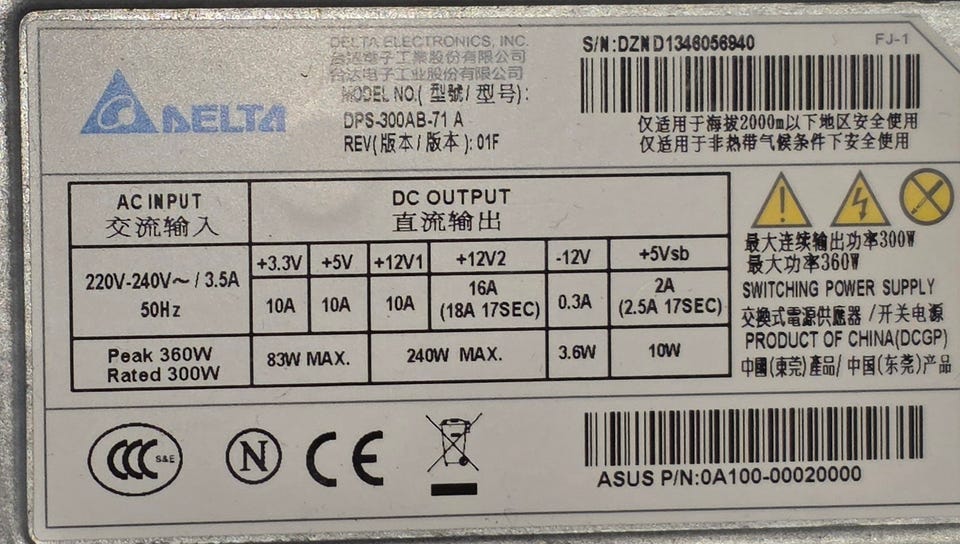 DELTA
DELTA ELECTRONICS, INC.
台達電子工業股份有限公司
台达电子工业股份有限公司
MODEL NO.( 型號/ 型号):
DPS-300AB-71 A
REV(版本/ 版本): 01F
S/N:DZND1346056940
FJ-1
仅适用于海拔2000m以下地区安全使用
仅适用于非热带气候条件下安全使用
AC INPUT
交流输入
DC OUTPUT
直流输出
220V-240V～/ 3.5A
50Hz
+3.3V +5V +12V1 +12V2 -12V +5Vsb
10A 10A 10A 16A (18A 17SEC) 0.3A 2A (2.5A 17SEC)
Peak 360W
Rated 300W
83W MAX. 240W MAX. 3.6W 10W
最大连续输出功率300W
最大功率360W
SWITCHING POWER SUPPLY
交換式電源供應器 /开关电源
PRODUCT OF CHINA(DCGP)
中國(東莞)產品/ 中国(东莞)产品
CCC S&E
N
CE
ASUS P/N:0A100-00020000